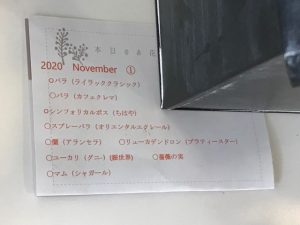 本日のお花
2020 November ①
○バラ（ライラッククラシック）
○バラ（カフェクレマ）
○シンフォリカルポス（ちはや）
○スプレーバラ（オリエンタルエグレール）
○蘭（アランセラ） ○リューカデンドロン（プラティースター）
○ユーカリ（グニー）（銀世界） ○薔薇の実
○マム（シャガール）